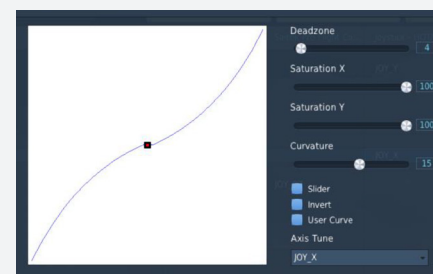 Deadzone
4
Saturation X
100
Saturation Y
100
Curvature
15
Slider
Invert
User Curve
Axis Tune
JOY_X